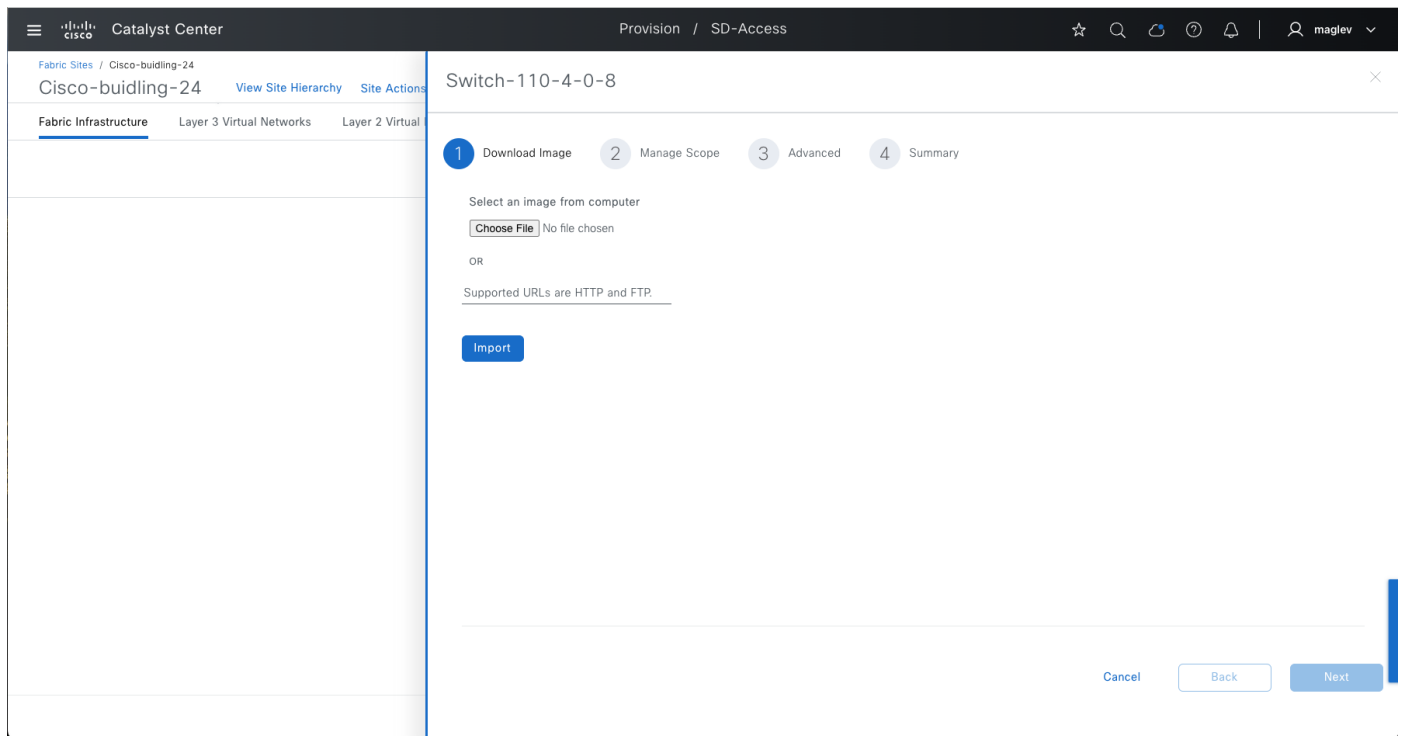 CISCO Catalyst Center
Provision / SD-Access
maglev
Fabric Sites / Cisco-buidling-24
Cisco-buidling-24 View Site Hierarchy Site Actions
Fabric Infrastructure Layer 3 Virtual Networks Layer 2 Virtual
Switch-110-4-0-8
1 Download Image 2 Manage Scope 3 Advanced 4 Summary
Select an image from computer
Choose File No file chosen
OR
Supported URLs are HTTP and FTP.
Import
Cancel Back Next